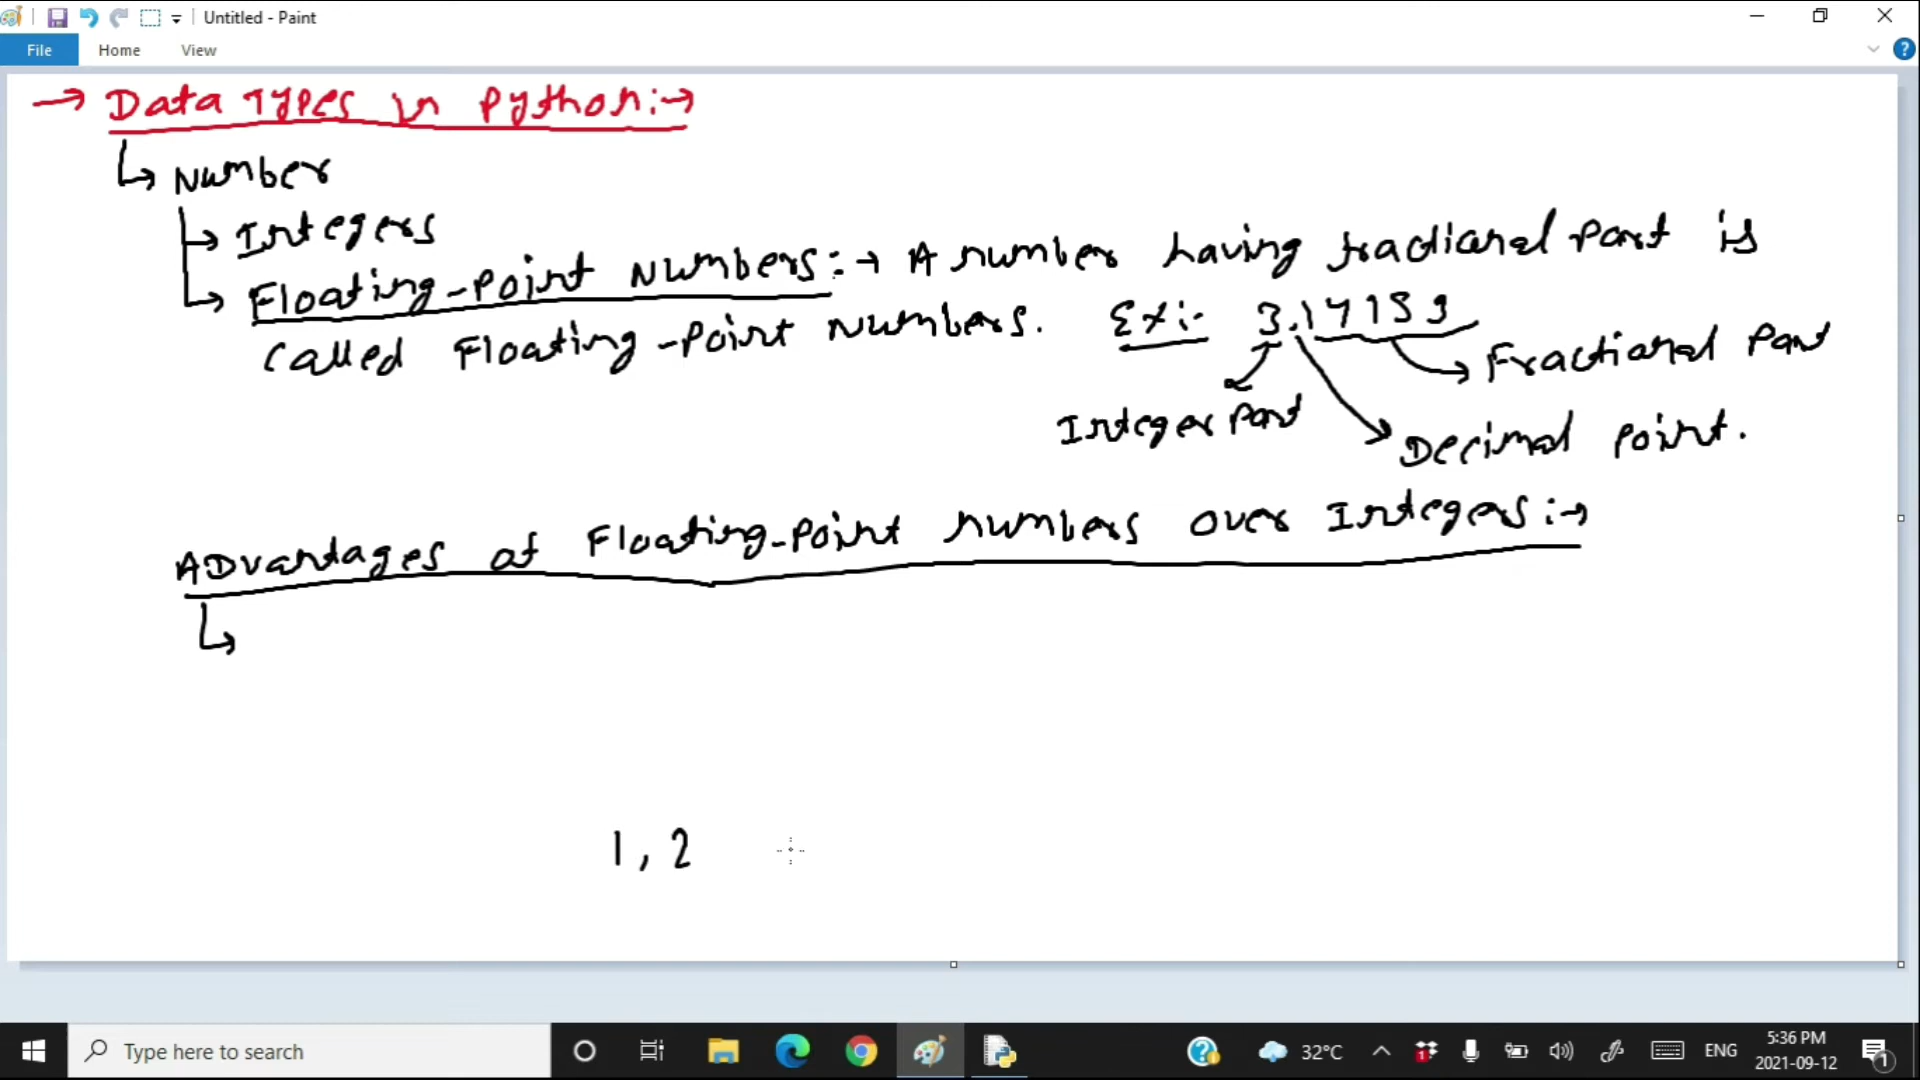 Untitled - Paint
File Home View
→ Data Types in Python:→
Number
Integers
Floating-Point Numbers:→ A number having fractional Part is
called Floating-Point Numbers. Ex:- 3.14159
Fractional Part
Integer Part
Decimal Point.
Advantages of Floating-Point numbers over Integers:→
1, 2
Type here to search
32°C
ENG
5:36 PM
2021-09-12
1